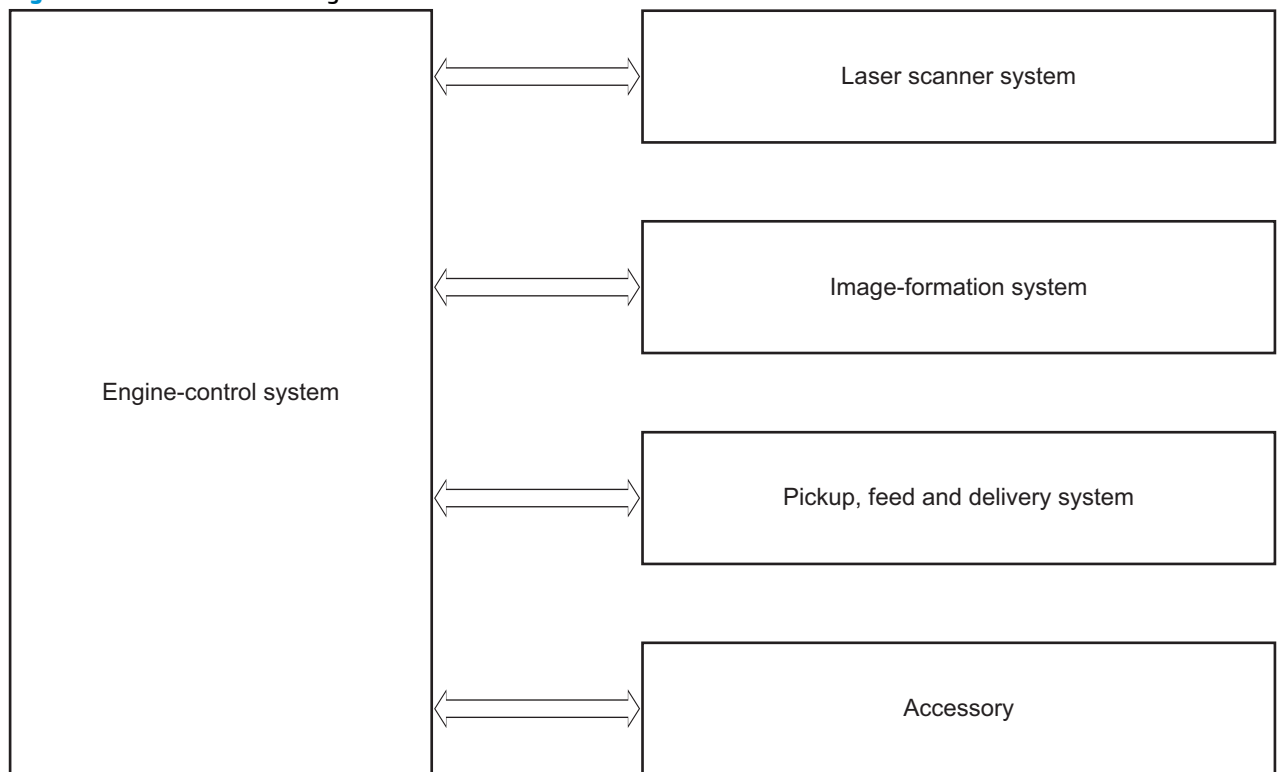 Laser scanner system
Image-formation system
Engine-control system
Pickup, feed and delivery system
Accessory